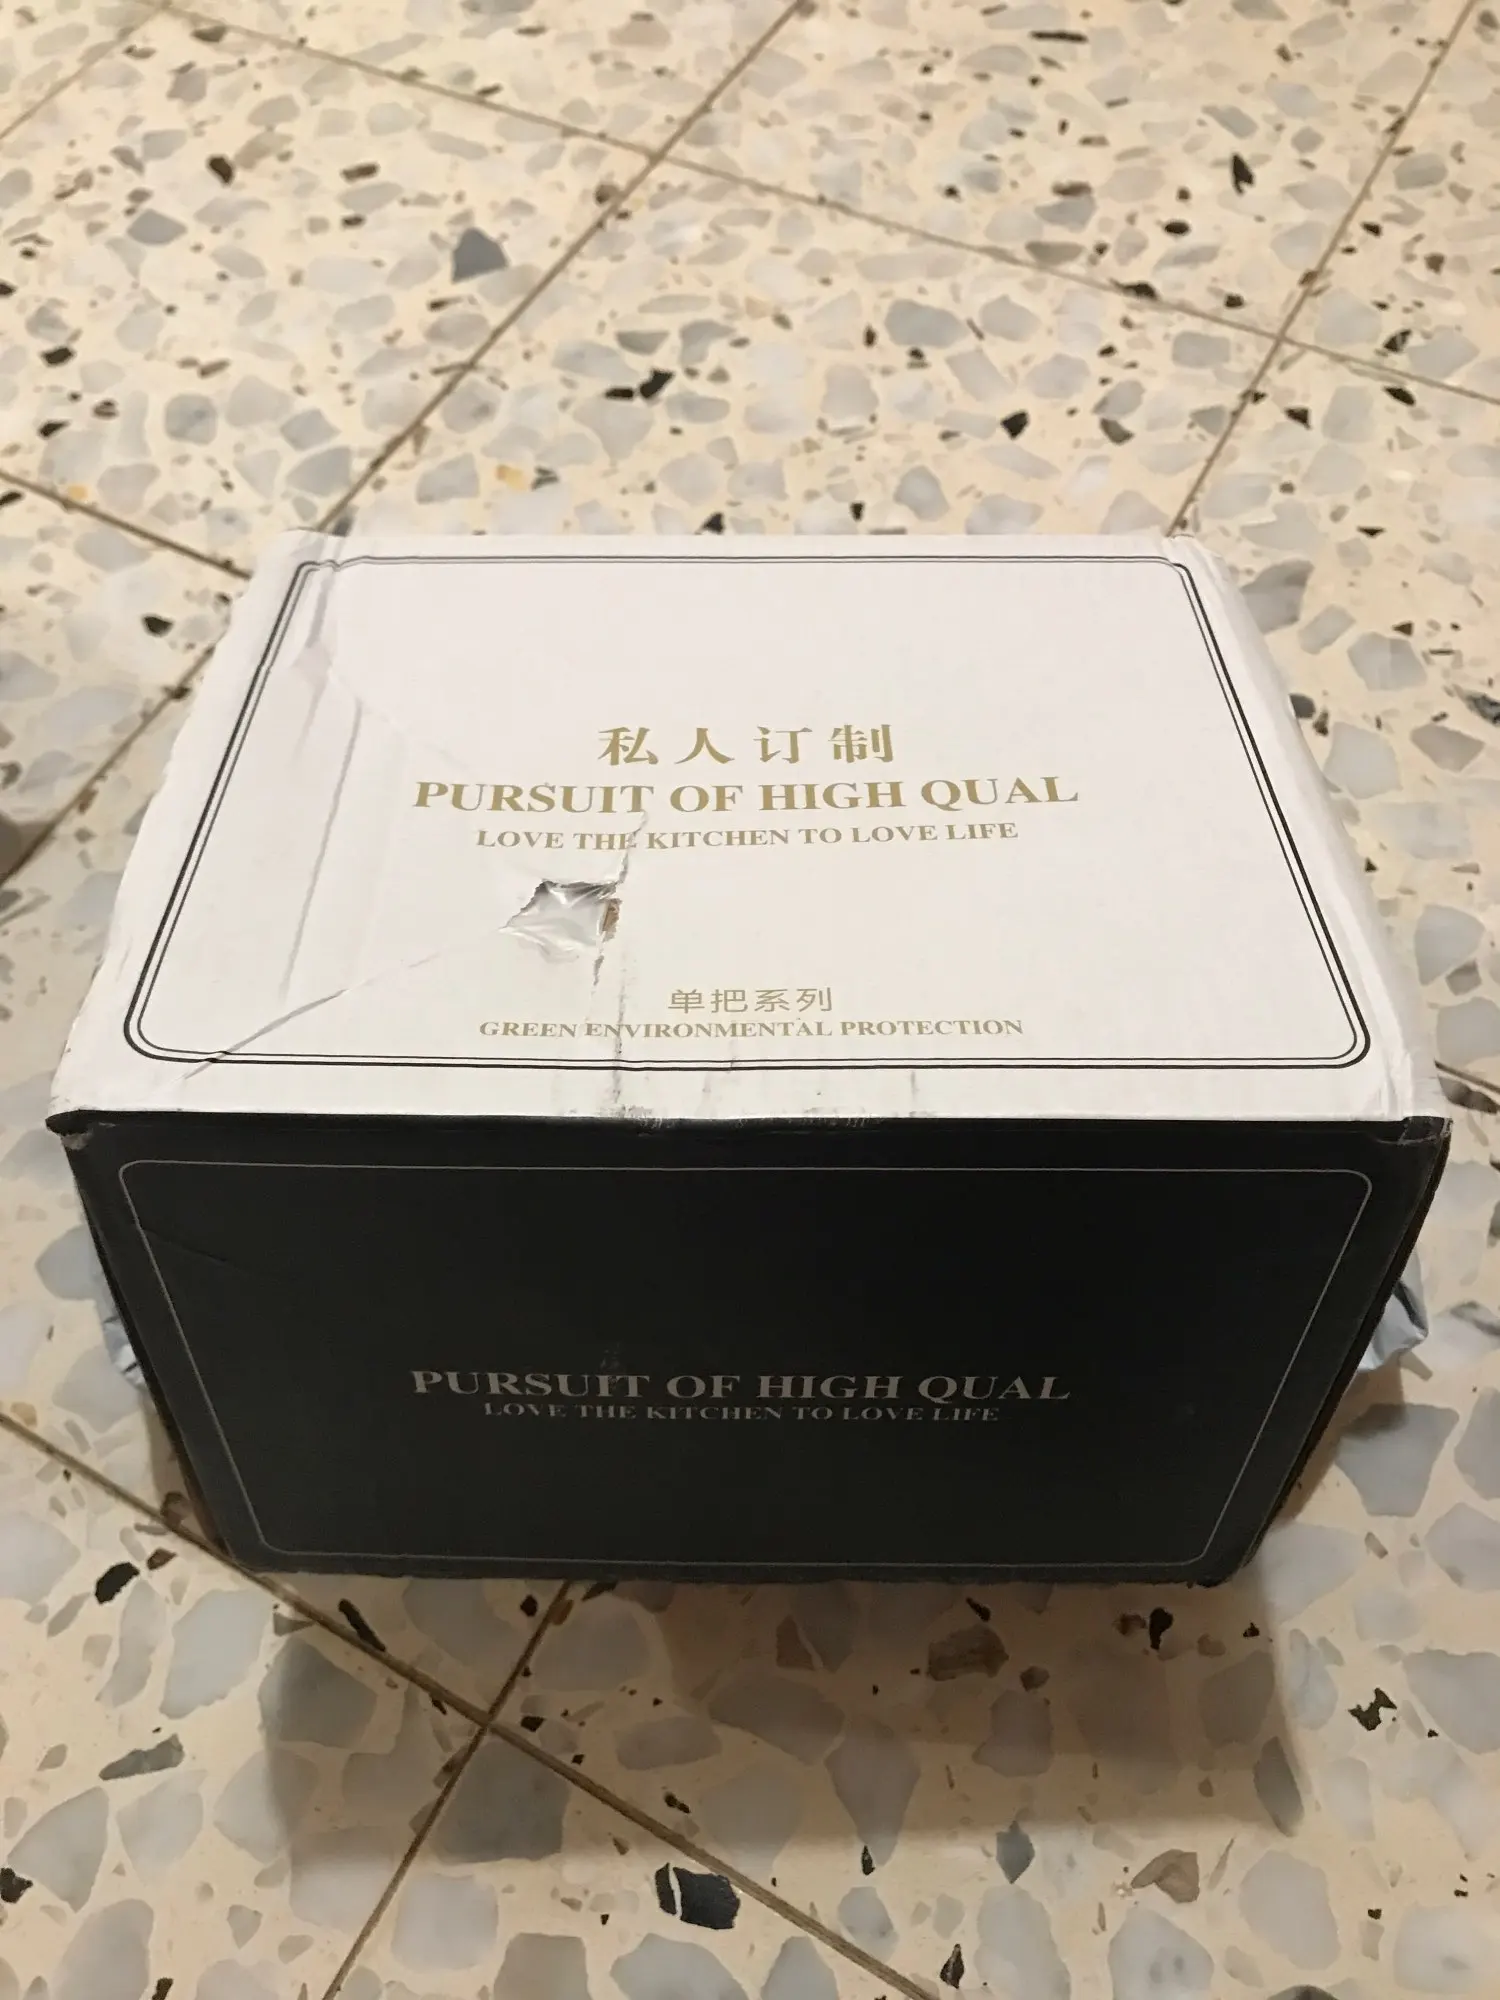 私人订制
PURSUIT OF HIGH QUAL
LOVE THE KITCHEN TO LOVE LIFE
单把系列
GREEN ENVIRONMENTAL PROTECTION
PURSUIT OF HIGH QUAL
LOVE THE KITCHEN TO LOVE LIFE